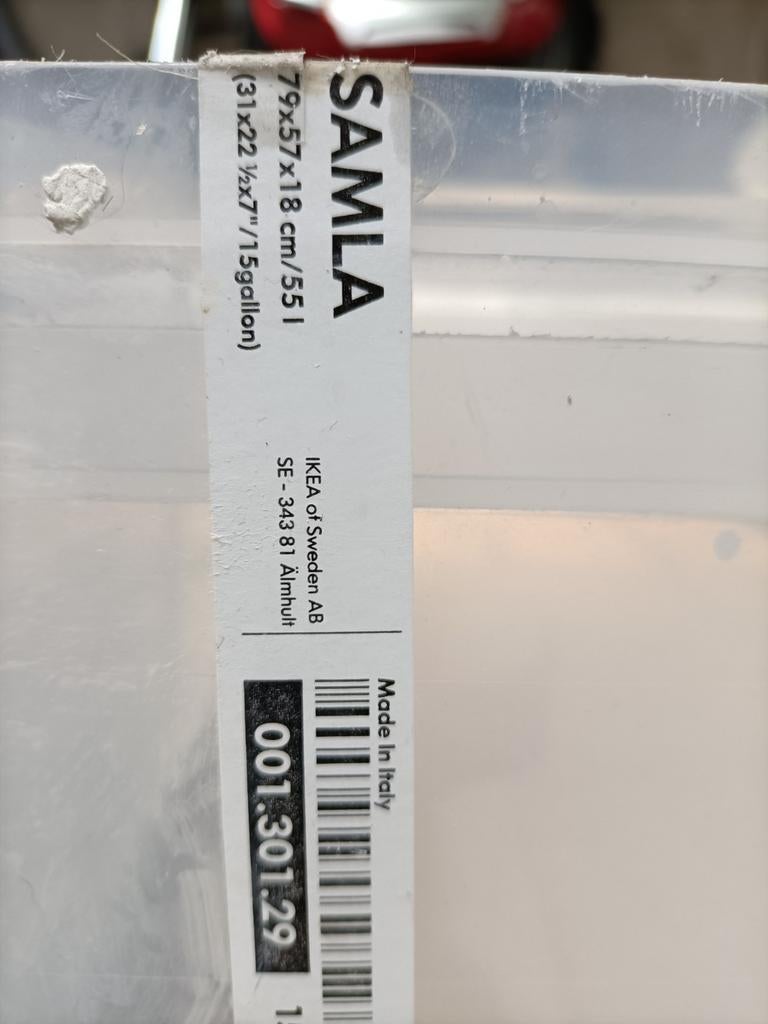 SAMLA
79x57x18 cm/55 l
(31x22 ½x7"/15gallon)
IKEA of Sweden AB
SE - 343 81 Älmhult
Made In Italy
001.301.29